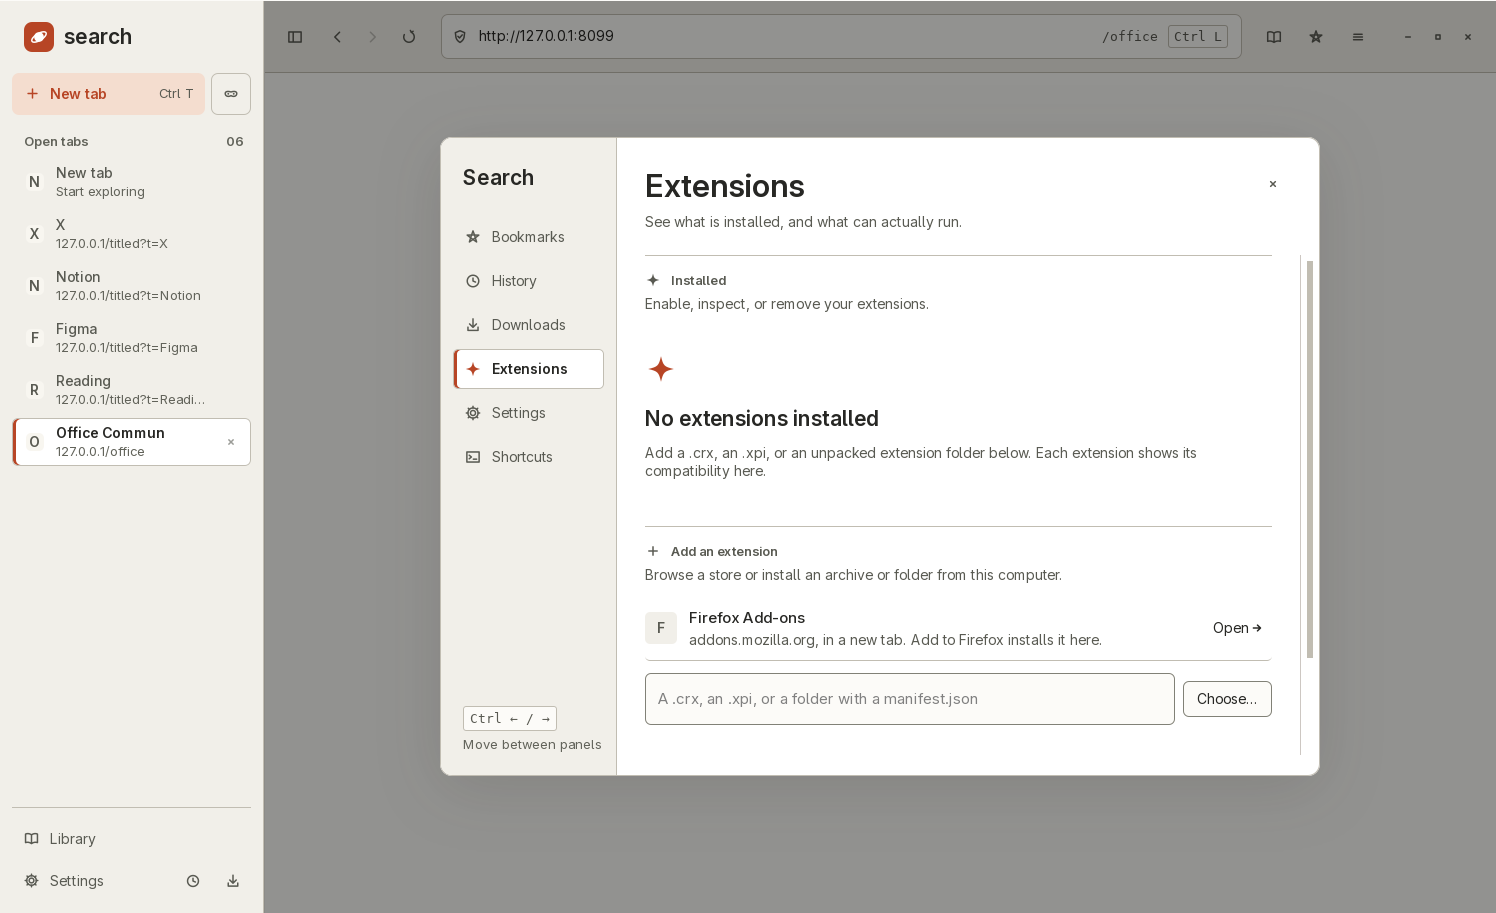 search
http://127.0.0.1:8099
/office
Ctrl L
New tab
Ctrl T
Open tabs
06
N
New tab
Start exploring
X
X
127.0.0.1/titled?t=X
N
Notion
127.0.0.1/titled?t=Notion
F
Figma
127.0.0.1/titled?t=Figma
R
Reading
127.0.0.1/titled?t=Readi...
O
Office Commun
127.0.0.1/office
Library
Settings
Search
Bookmarks
History
Downloads
Extensions
Settings
Shortcuts
Ctrl ← / →
Move between panels
Extensions
See what is installed, and what can actually run.
Installed
Enable, inspect, or remove your extensions.
No extensions installed
Add a .crx, an .xpi, or an unpacked extension folder below. Each extension shows its
compatibility here.
Add an extension
Browse a store or install an archive or folder from this computer.
F
Firefox Add-ons
addons.mozilla.org, in a new tab. Add to Firefox installs it here.
Open →
A .crx, an .xpi, or a folder with a manifest.json
Choose...